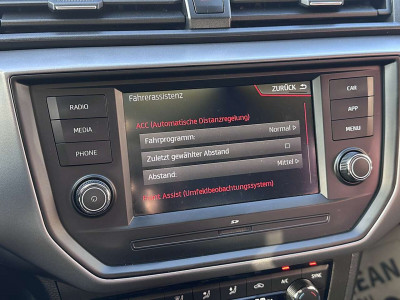 Fahrerassistenz
ZURÜCK
ACC (Automatische Distanzregelung)
Fahrprogramm: Normal
Zuletzt gewählter Abstand
Abstand: Mittel
Assist (Umfeldbeobachtungssystem)
RADIO
MEDIA
PHONE
CAR
APP
MENU
A/C
SYNC